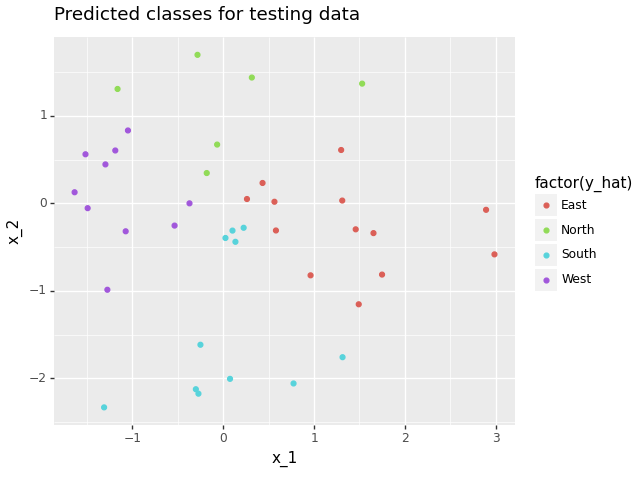 Predicted classes for testing data
1
0
−1
−2
x_2
−1
0
1
2
3
x_1
factor(y_hat)
East
North
South
West